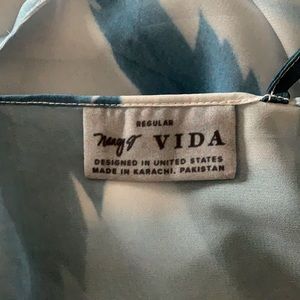 REGULAR
VIDA
DESIGNED IN UNITED STATES
MADE IN KARACHI, PAKISTAN